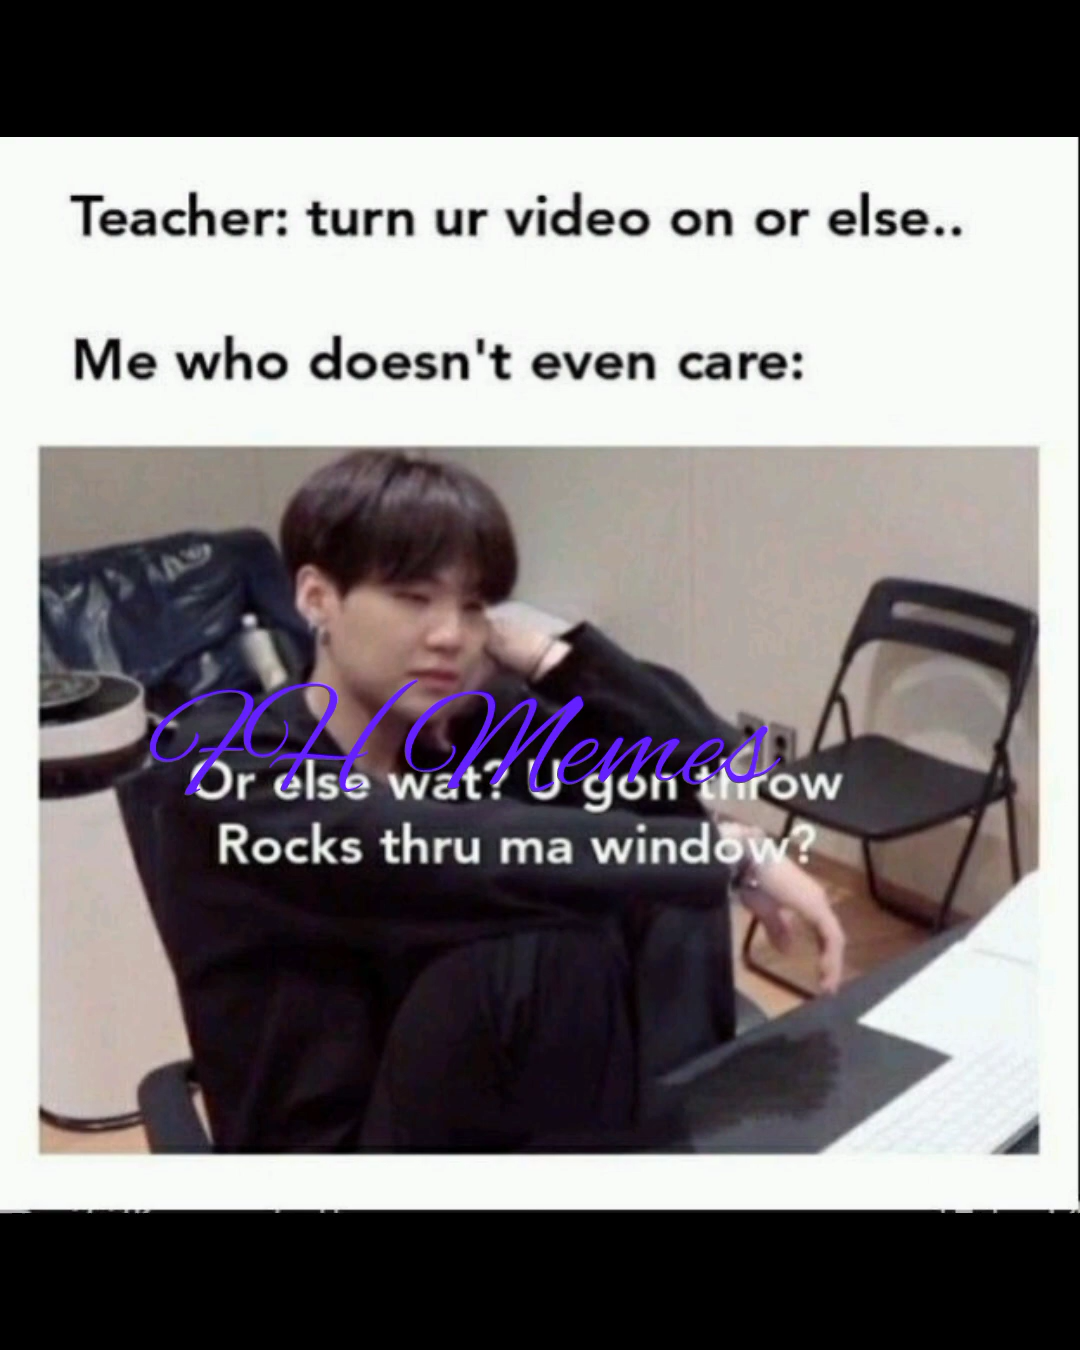 Teacher: turn ur video on or else..
Me who doesn't even care:
FH Memes
Or else wat? U gon throw
Rocks thru ma window?